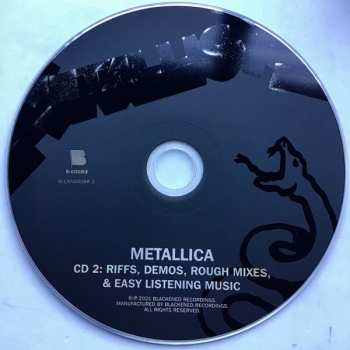 METALLICA
B
METALLICA
CD 2: RIFFS, DEMOS, ROUGH MIXES,
& EASY LISTENING MUSIC
©℗ 2021 BLACKENED RECORDINGS.
MANUFACTURED BY BLACKENED RECORDINGS.
ALL RIGHTS RESERVED.